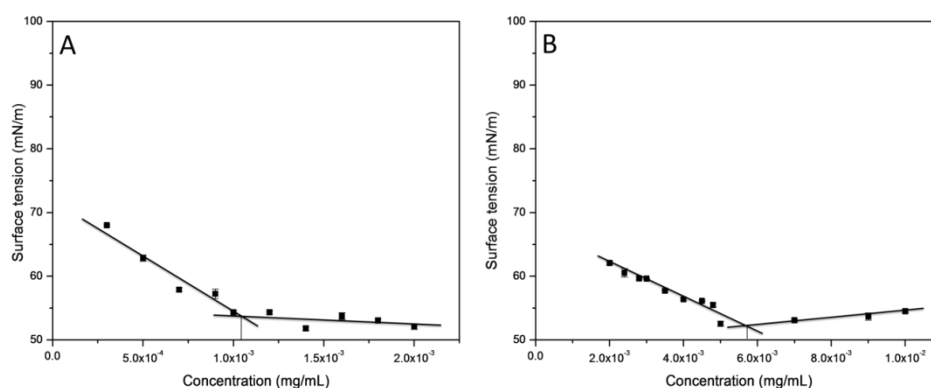 A
100
90
80
70
60
50
Surface tension (mN/m)
0.0
5.0x10⁻⁴
1.0x10⁻³
1.5x10⁻³
2.0x10⁻³
Concentration (mg/mL)
B
100
90
80
70
60
50
Surface tension (mN/m)
0.0
2.0x10⁻³
4.0x10⁻³
6.0x10⁻³
8.0x10⁻³
1.0x10⁻²
Concentration (mg/mL)